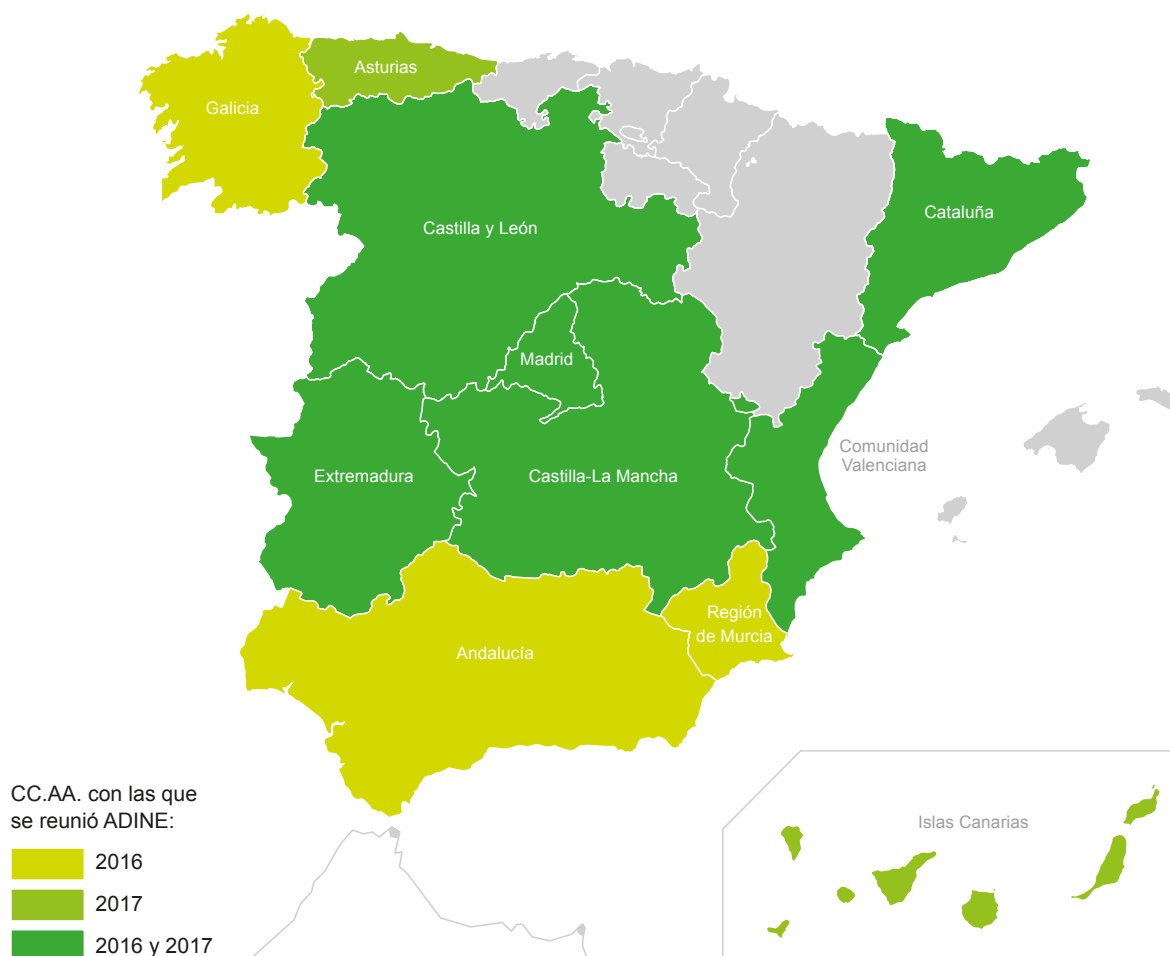 Asturias
Galicia
Castilla y León
Cataluña
Madrid
Comunidad
Valenciana
Extremadura
Castilla-La Mancha
Región
de Murcia
Andalucía
CC.AA. con las que
se reunió ADINE:
2016
2017
2016 y 2017
Islas Canarias